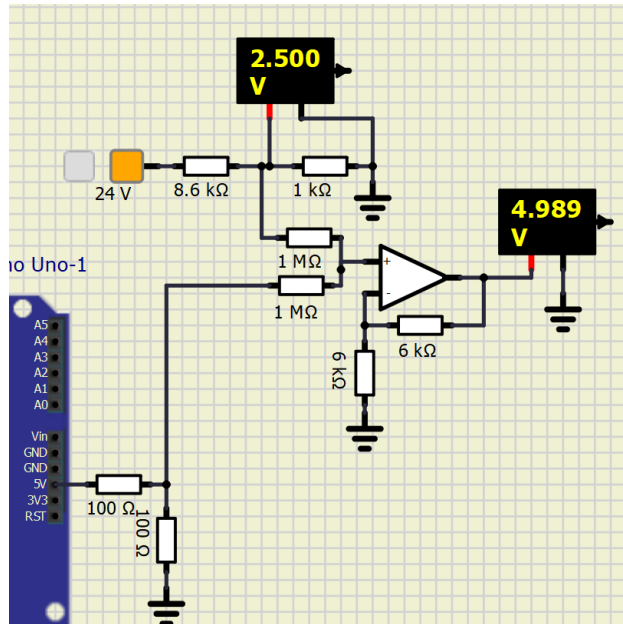 2.500
V
24 V
8.6 kΩ
1 kΩ
4.989
V
1 MΩ
+
-
1 MΩ
no Uno-1
6 kΩ
6 kΩ
A5
A4
A3
A2
A1
A0
Vin
GND
GND
5V
3V3
RST
100 Ω
100 Ω